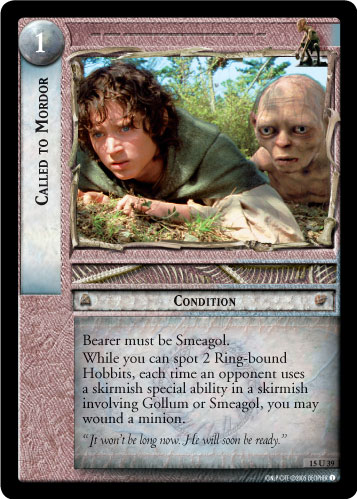 1
CALLED TO MORDOR
CONDITION
Bearer must be Smeagol.
While you can spot 2 Ring-bound
Hobbits, each time an opponent uses
a skirmish special ability in a skirmish
involving Gollum or Smeagol, you may
wound a minion.
"It won't be long now. He will soon be ready."
15 U 39